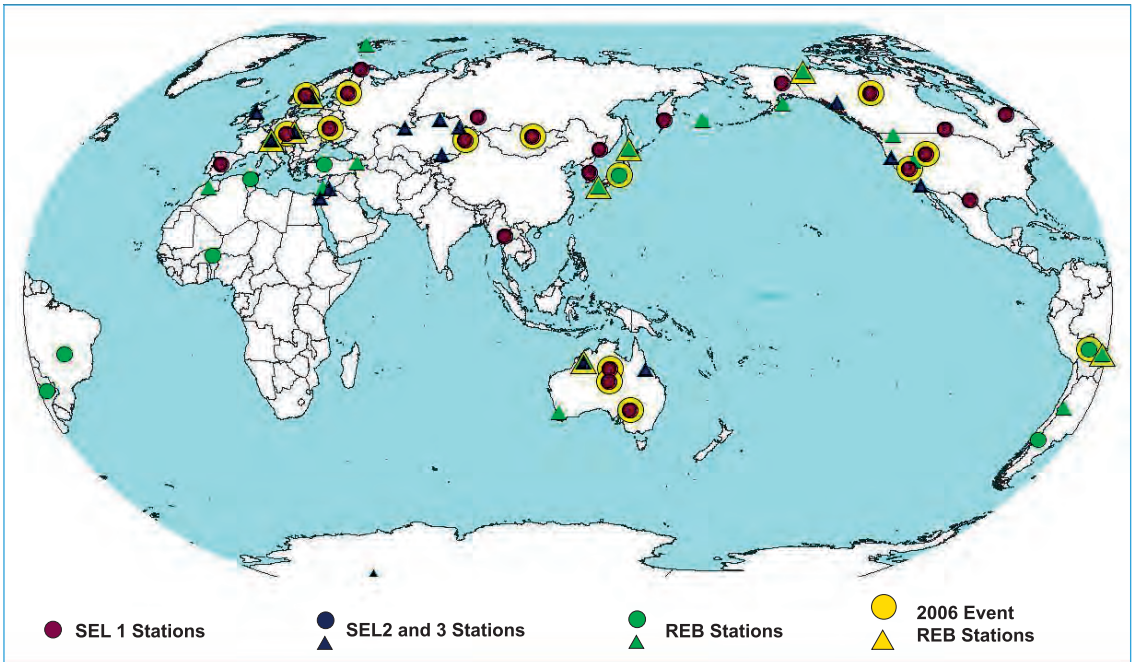 SEL 1 Stations
SEL2 and 3 Stations
REB Stations
2006 Event
REB Stations